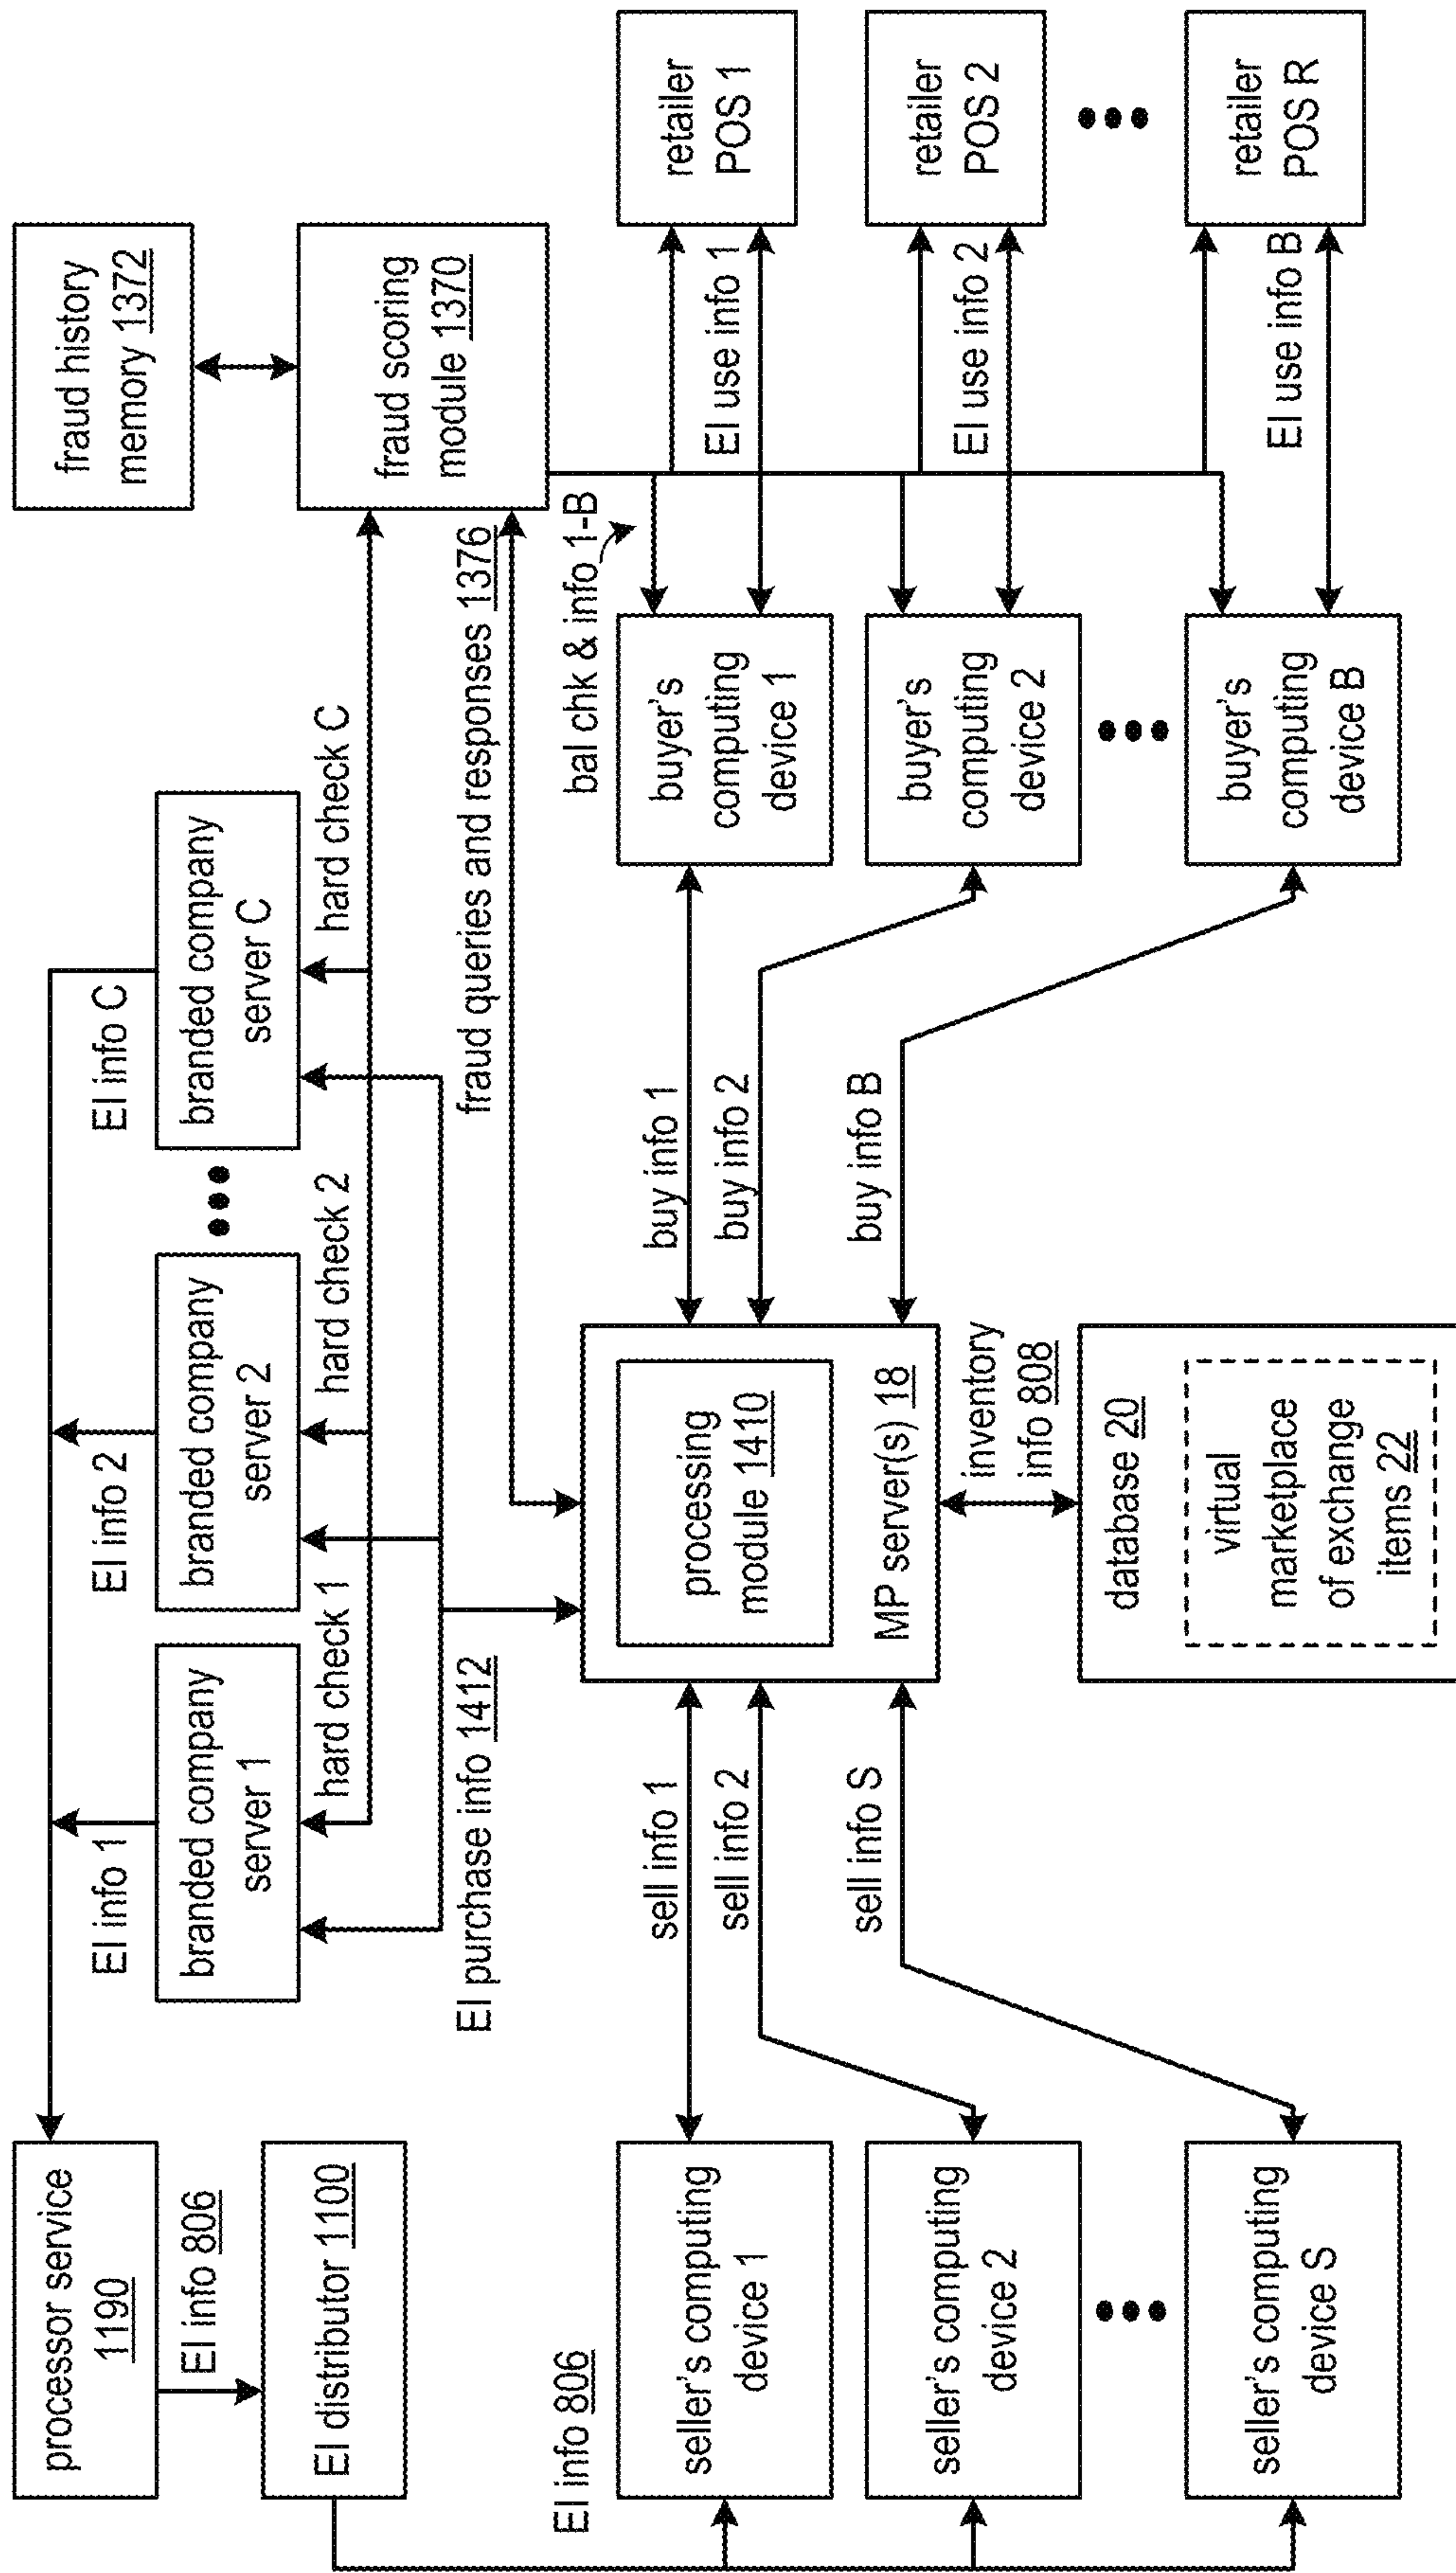 processor service
1190
EI info 806
EI distributor 1100
EI info 806
EI info 1
EI info 2
EI info C
branded company
server 1
branded company
server 2
branded company
server C
hard check 1
hard check 2
hard check C
EI purchase info 1412
fraud queries and responses 1376
fraud history
memory 1372
fraud scoring
module 1370
bal chk & info 1-B
seller's computing
device 1
seller's computing
device 2
seller's computing
device S
sell info 1
sell info 2
sell info S
processing
module 1410
MP server(s) 18
inventory
info 808
database 20
virtual
marketplace
of exchange
items 22
buy info 1
buy info 2
buy info B
buyer's
computing
device 1
buyer's
computing
device 2
buyer's
computing
device B
EI use info 1
EI use info 2
EI use info B
retailer
POS 1
retailer
POS 2
retailer
POS R